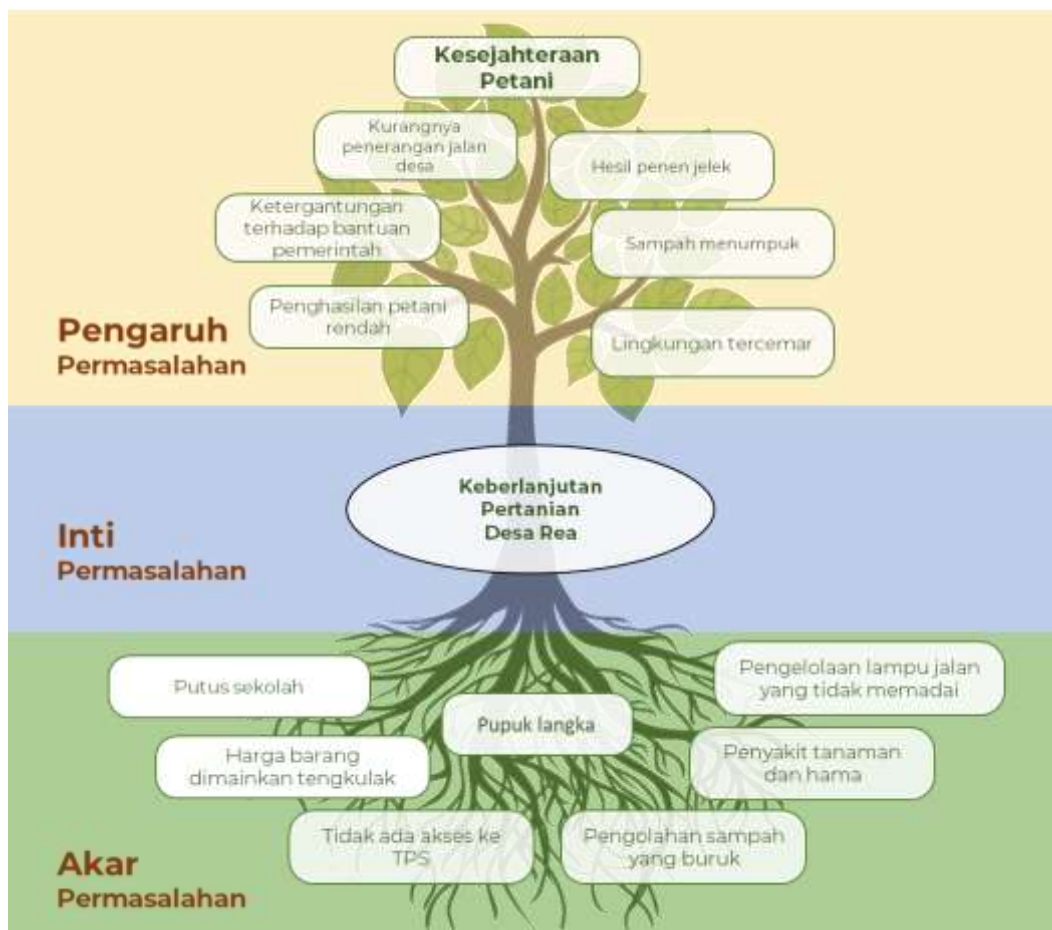 Kesejahteraan
Petani
Kurangnya
penerangan jalan
desa
Hesil penen jelek
Ketergantungan
terhadap bantuan
pemerintah
Sampah menumpuk
Penghasilan petani
rendah
Lingkungan tercemar
Pengaruh
Permasalahan
Keberlanjutan
Pertanian
Desa Rea
Inti
Permasalahan
Putus sekolah
Pengelolaan lampu jalan
yang tidak memadai
Pupuk langka
Harga barang
dimainkan tengkulak
Penyakit tanaman
dan hama
Tidak ada akses ke
TPS
Pengolahan sampah
yang buruk
Akar
Permasalahan